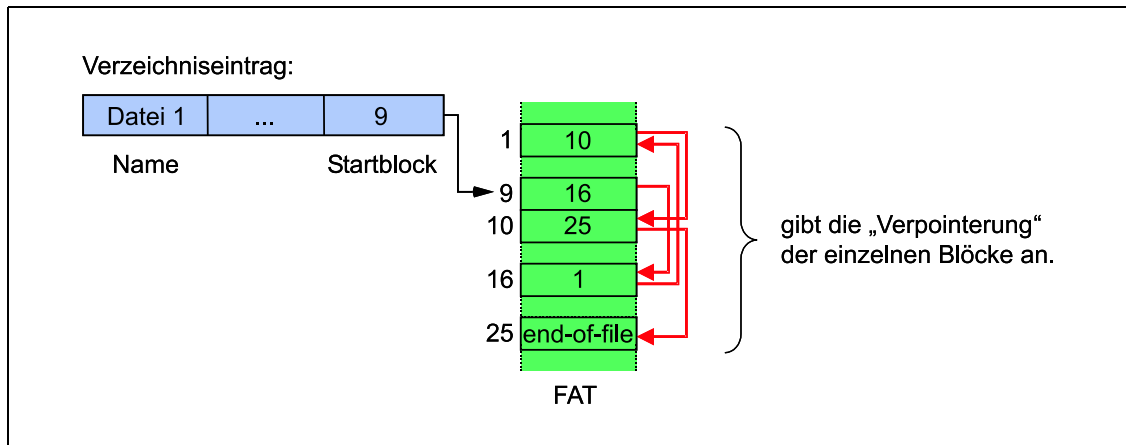 Verzeichniseintrag:
Datei 1 ... 9
Name Startblock
1 10
9 16
10 25
16 1
25 end-of-file
FAT
gibt die „Verpointerung“
der einzelnen Blöcke an.